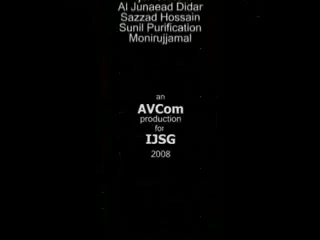 Al Junaead Didar
Sazzad Hossain
Sunil Purification
Monirujjamal
an
AVCom
production
for
IJSG
2008